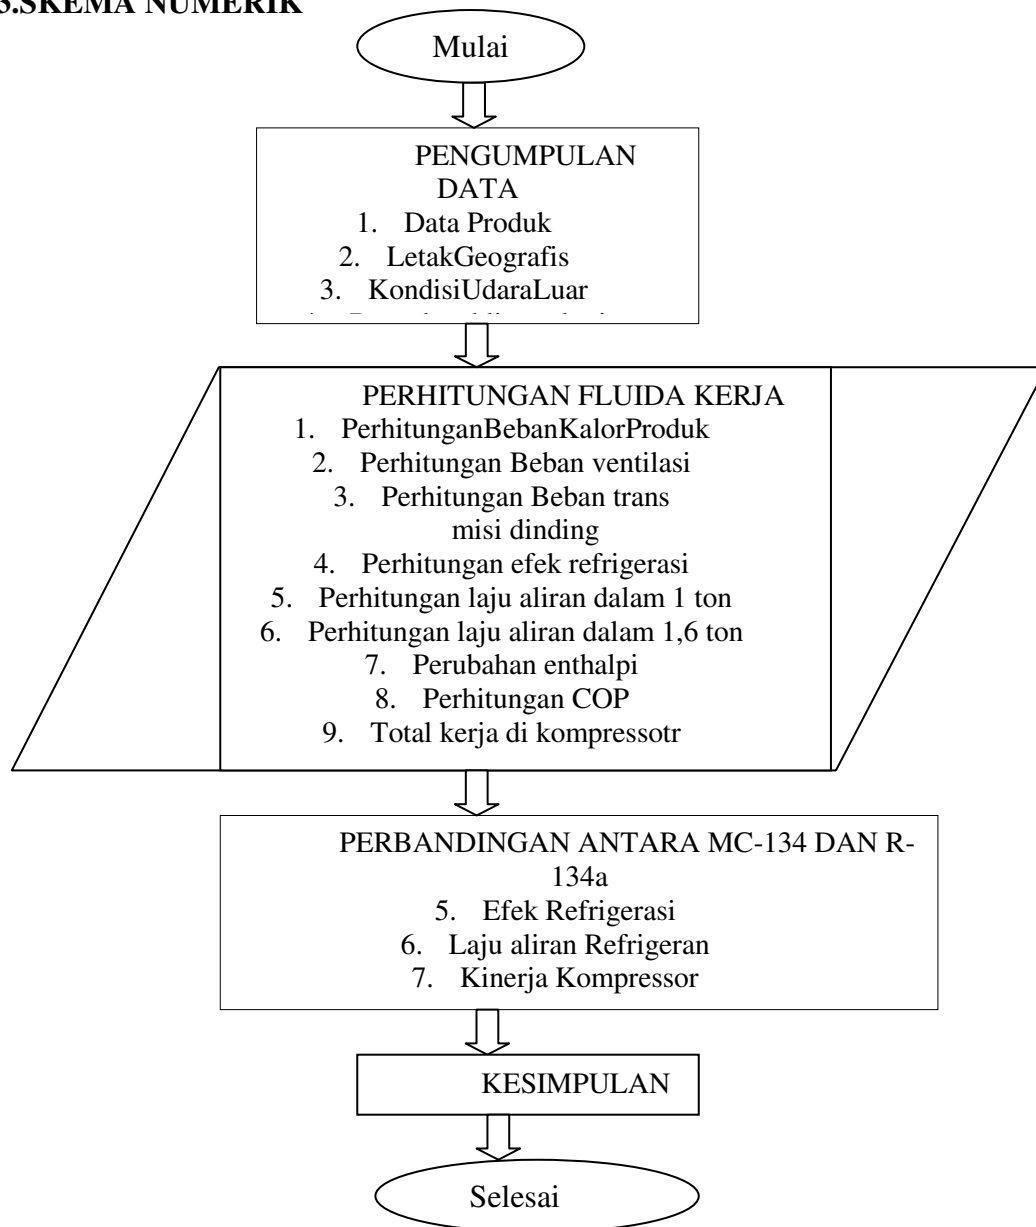 3.SKEMA NUMERIK
Mulai
PENGUMPULAN
DATA
1. Data Produk
2. LetakGeografis
3. KondisiUdaraLuar
PERHITUNGAN FLUIDA KERJA
1. PerhitunganBebanKalorProduk
2. Perhitungan Beban ventilasi
3. Perhitungan Beban trans
misi dinding
4. Perhitungan efek refrigerasi
5. Perhitungan laju aliran dalam 1 ton
6. Perhitungan laju aliran dalam 1,6 ton
7. Perubahan enthalpi
8. Perhitungan COP
9. Total kerja di kompressotr
PERBANDINGAN ANTARA MC-134 DAN R-
134a
5. Efek Refrigerasi
6. Laju aliran Refrigeran
7. Kinerja Kompressor
KESIMPULAN
Selesai